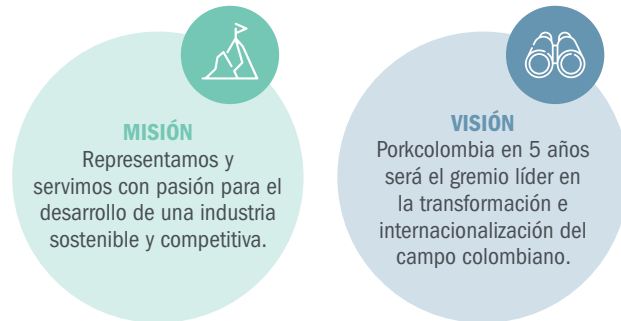 MISIÓN
Representamos y
servimos con pasión para el
desarrollo de una industria
sostenible y competitiva.
VISIÓN
Porkcolombia en 5 años
será el gremio líder en
la transformación e
internacionalización del
campo colombiano.